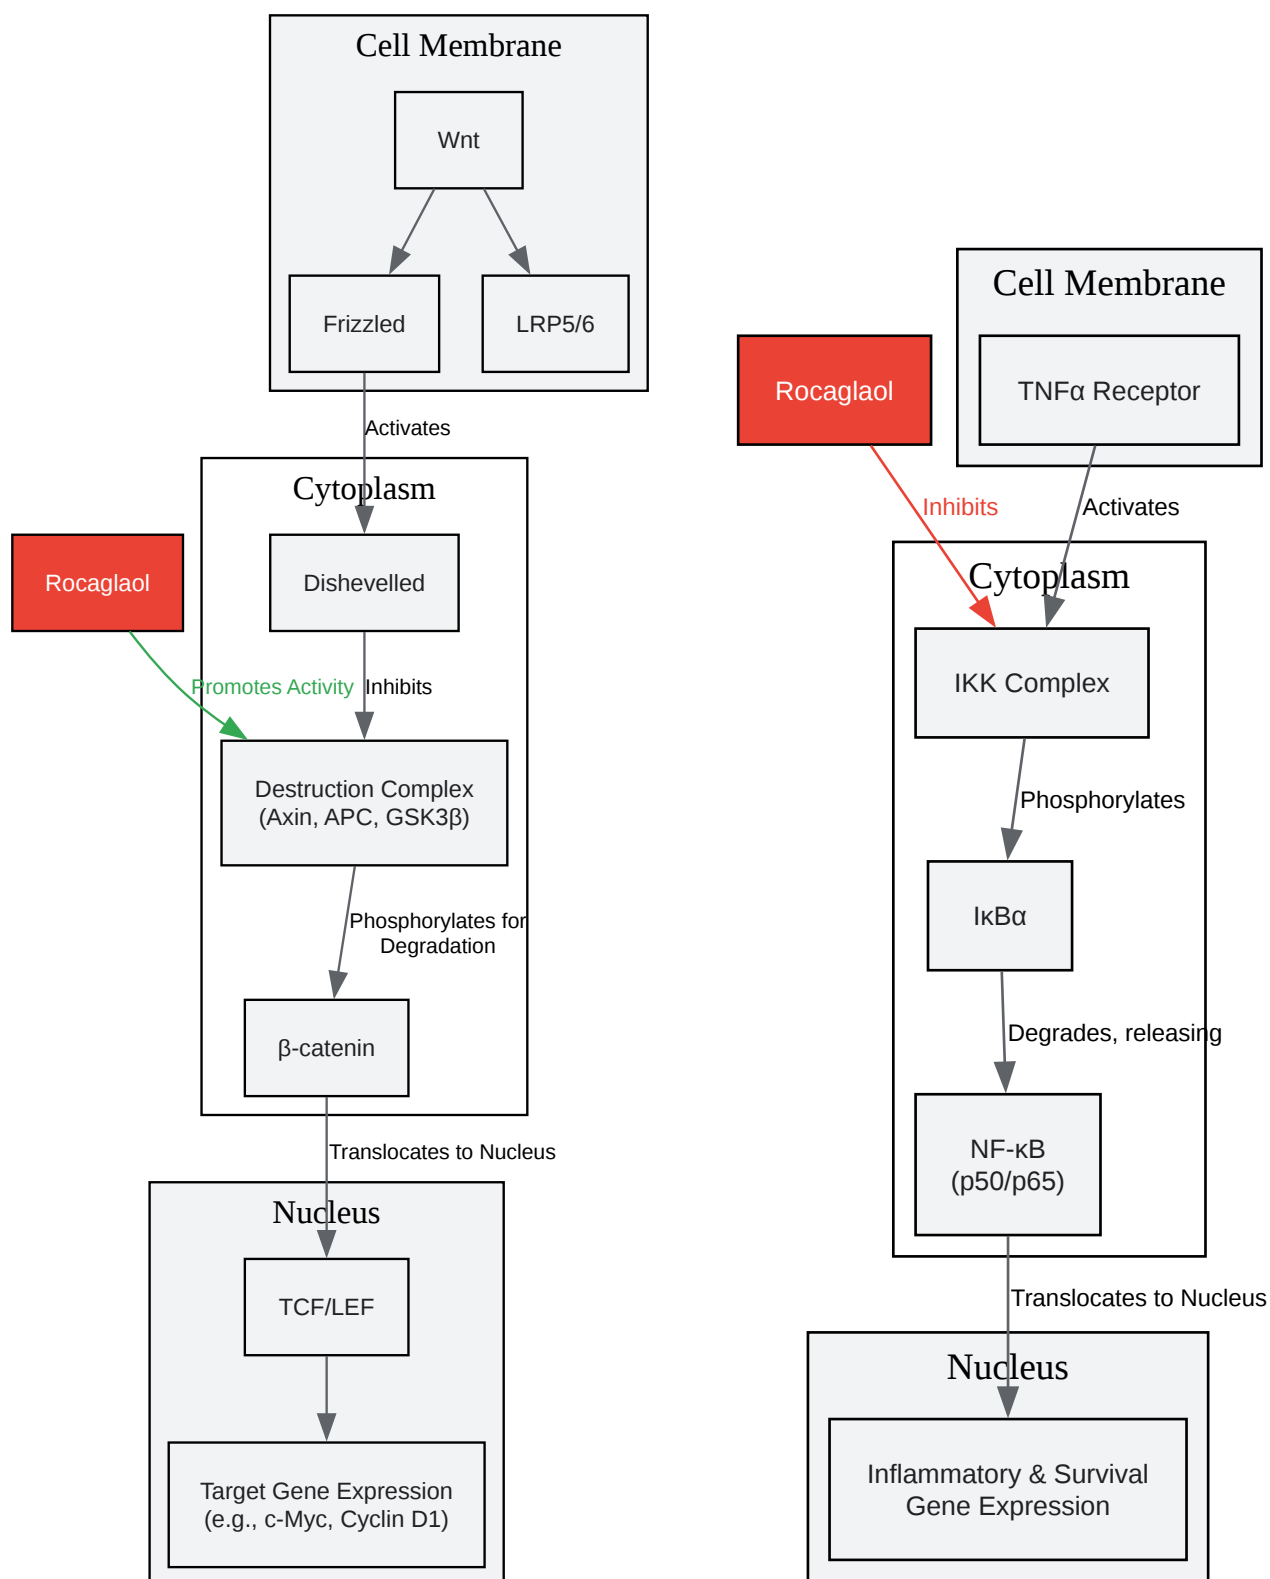 Cell Membrane
Wnt
Frizzled
LRP5/6
Activates
Cytoplasm
Rocaglaol
Dishevelled
Promotes Activity
Inhibits
Destruction Complex
(Axin, APC, GSK3β)
Phosphorylates for
Degradation
β-catenin
Translocates to Nucleus
Nucleus
TCF/LEF
Target Gene Expression
(e.g., c-Myc, Cyclin D1)
Cell Membrane
Rocaglaol
TNFα Receptor
Inhibits
Activates
Cytoplasm
IKK Complex
Phosphorylates
IκBα
Degrades, releasing
NF-κB
(p50/p65)
Translocates to Nucleus
Nucleus
Inflammatory & Survival
Gene Expression